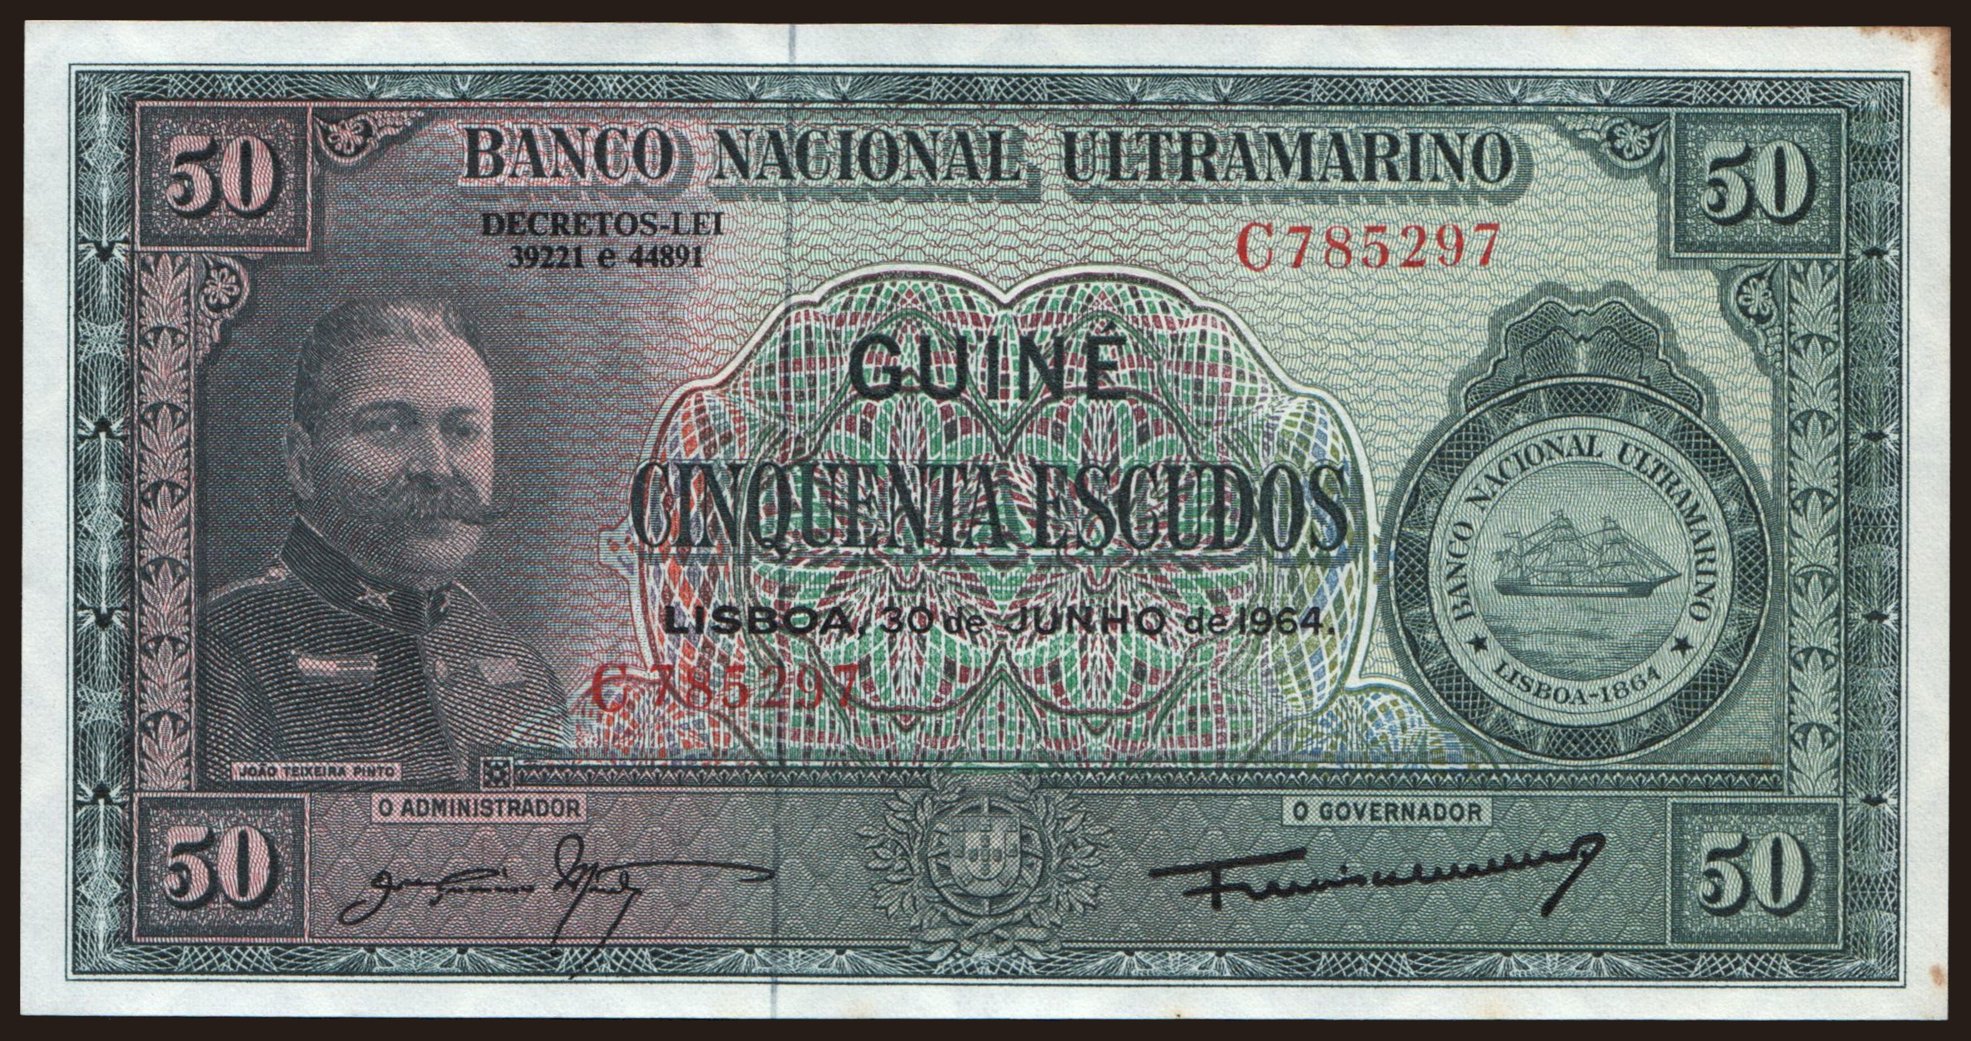 50
BANCO NACIONAL ULTRAMARINO
50
DECRETOS-LEI
39221 e 44891
C785297
GUINÉ
CINQUENTA ESCUDOS
BANCO NACIONAL ULTRAMARINO
LISBOA-1864
LISBOA, 30 de JUNHO de 1964.
C785297
JOÃO TEIXEIRA PINTO
O ADMINISTRADOR
O GOVERNADOR
50
50